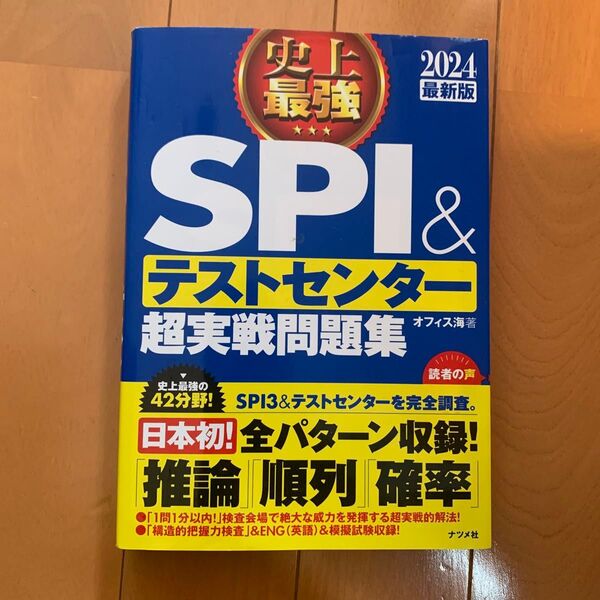 史上
最強
2024
最新版
SPI&
テストセンター
超実戦問題集
オフィス海 著
読者の声
史上最強の
42分野!
SPI3&テストセンターを完全調査。
日本初!全パターン収録!
「推論」「順列」「確率」
●「1問1分以内!」検査会場で絶大な威力を発揮する超実戦的解法!
●「構造的把握力検査」&ENG(英語)&模擬試験収録!
ナツメ社